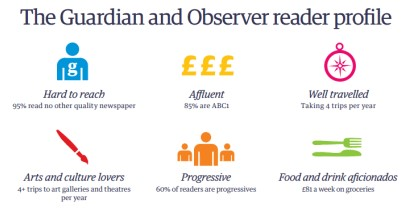 The Guardian and Observer reader profile
g
£££
Hard to reach
95% read no other quality newspaper
Affluent
85% are ABC1
Well travelled
Taking 4 trips per year
Arts and culture lovers
4+ trips to art galleries and theatres
per year
Progressive
60% of readers are progressives
Food and drink aficionados
£81 a week on groceries